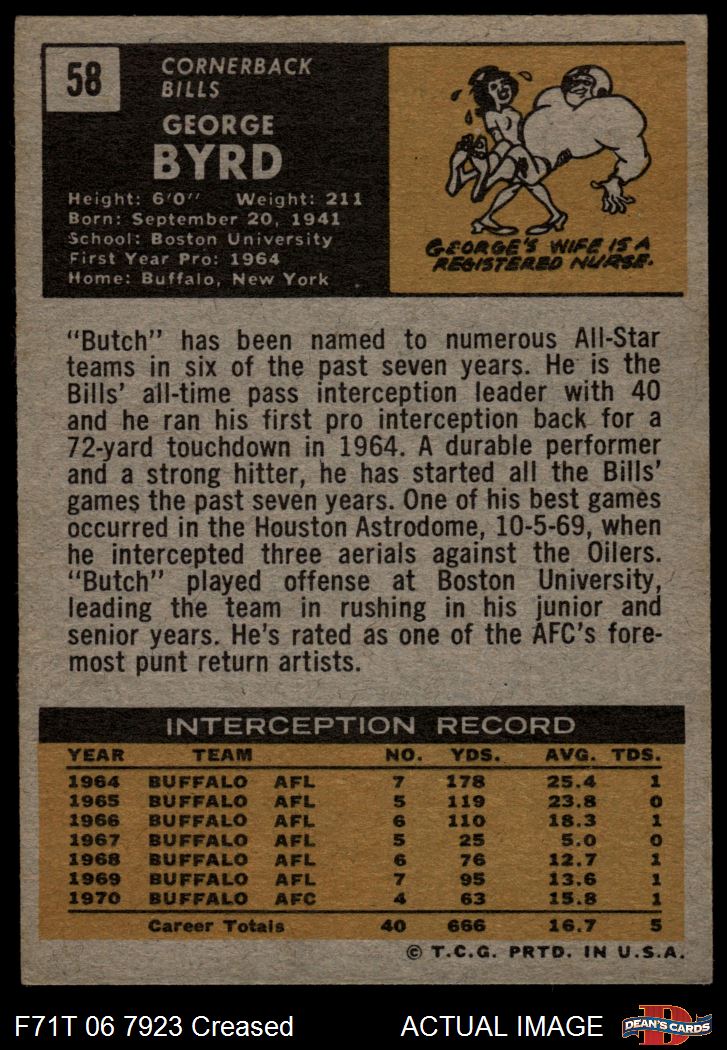 58
CORNERBACK
BILLS
GEORGE
BYRD
Height: 6'0" Weight: 211
Born: September 20, 1941
School: Boston University
First Year Pro: 1964
Home: Buffalo, New York
GEORGE'S WIFE IS A
REGISTERED NURSE.
"Butch" has been named to numerous All-Star
teams in six of the past seven years. He is the
Bills' all-time pass interception leader with 40
and he ran his first pro interception back for a
72-yard touchdown in 1964. A durable performer
and a strong hitter, he has started all the Bills'
games the past seven years. One of his best games
occurred in the Houston Astrodome, 10-5-69, when
he intercepted three aerials against the Oilers.
"Butch" played offense at Boston University,
leading the team in rushing in his junior and
senior years. He's rated as one of the AFC's fore-
most punt return artists.
INTERCEPTION RECORD
YEAR TEAM NO. YDS. AVG. TDS.
1964 BUFFALO AFL 7 178 25.4 1
1965 BUFFALO AFL 5 119 23.8 0
1966 BUFFALO AFL 6 110 18.3 1
1967 BUFFALO AFL 5 25 5.0 0
1968 BUFFALO AFL 6 76 12.7 1
1969 BUFFALO AFL 7 95 13.6 1
1970 BUFFALO AFC 4 63 15.8 1
Career Totals 40 666 16.7 5
© T.C.G. PRTD. IN U.S.A.
F71T 06 7923 Creased ACTUAL IMAGE
D
DEAN'S CARDS